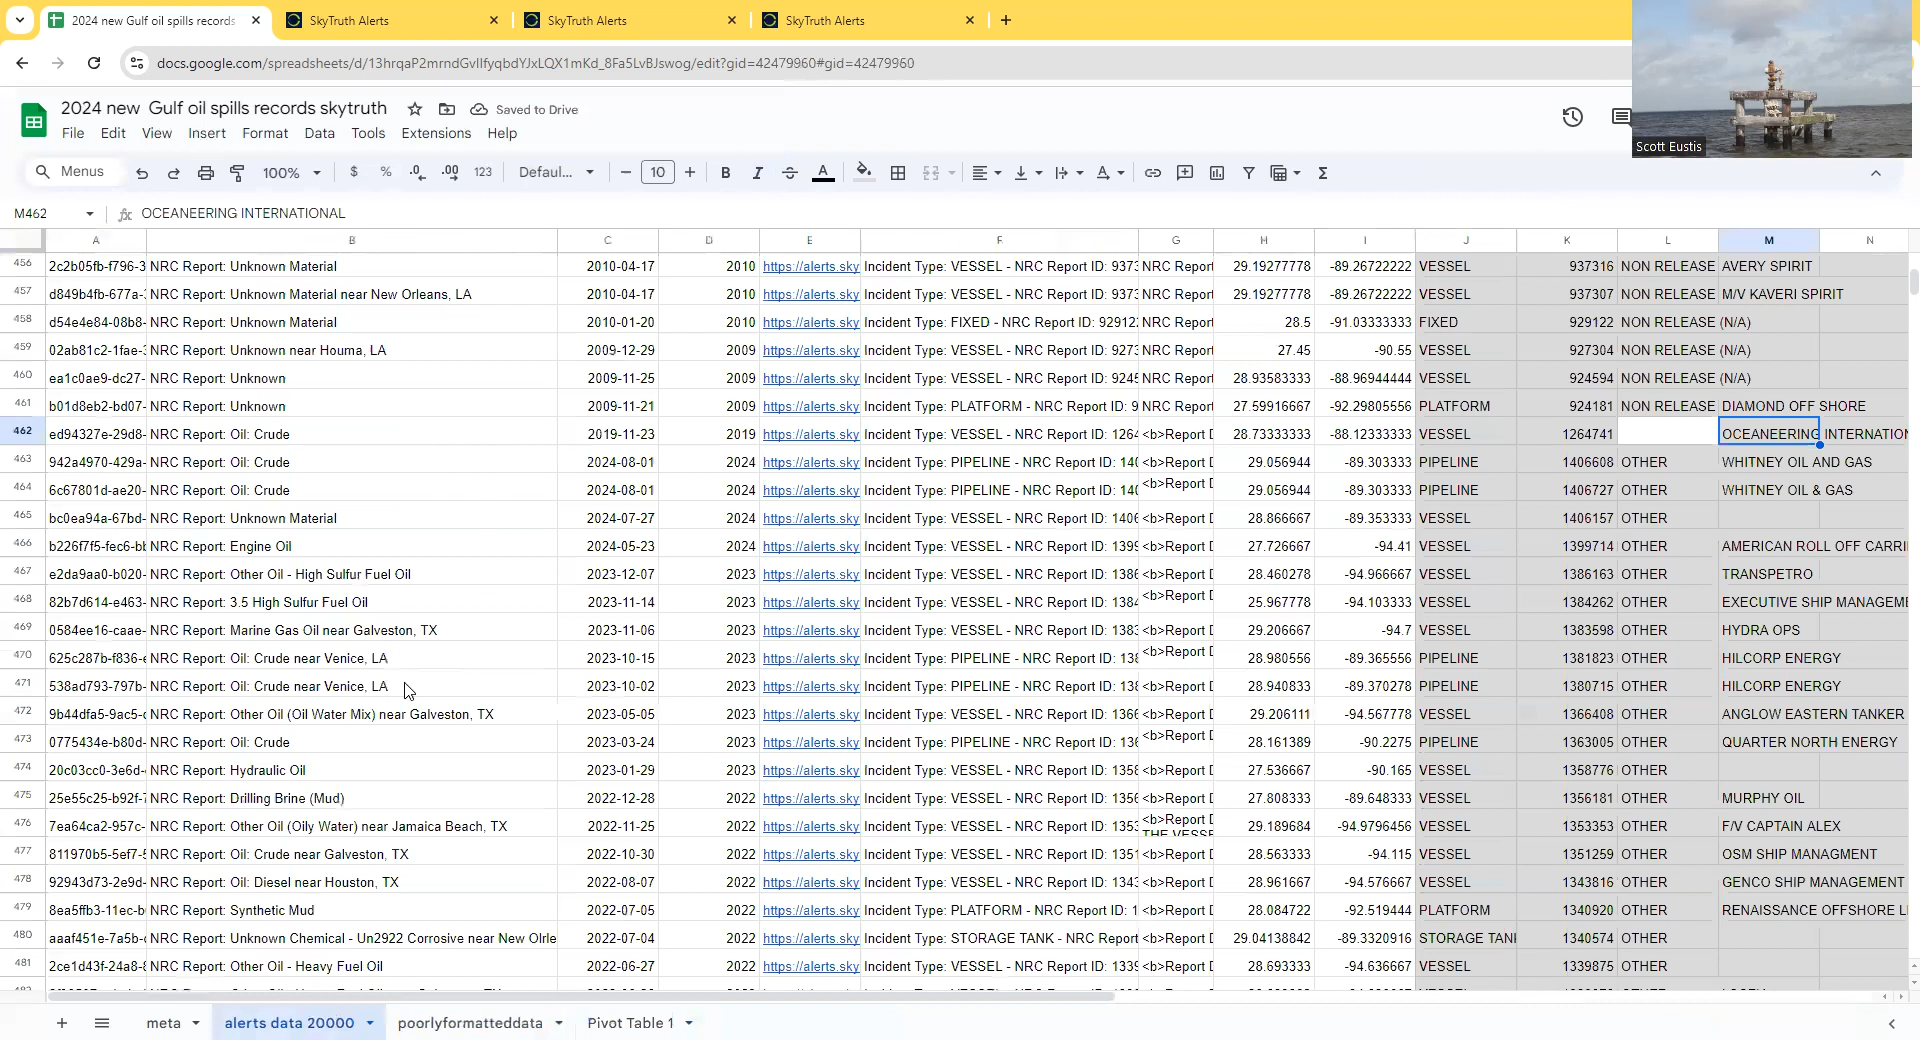 2024 new Gulf oil spills records
SkyTruth Alerts
SkyTruth Alerts
SkyTruth Alerts
docs.google.com/spreadsheets/d/13hrqaP2mrndGvIIfyqbdYJxLQX1mKd_8Fa5LvBJswog/edit?gid=42479960#gid=42479960
2024 new Gulf oil spills records skytruth
Saved to Drive
File Edit View Insert Format Data Tools Extensions Help
Scott Eustis
Menus 100% $ % .0 .00 123 Defaul... 10 B I A
M462 fx OCEANEERING INTERNATIONAL
A B C D E F G H I J K L M N
456 2c2b05fb-f796-3 NRC Report: Unknown Material 2010-04-17 2010 https://alerts.sky Incident Type: VESSEL - NRC Report ID: 9373 NRC Report 29.19277778 -89.26722222 VESSEL 937316 NON RELEASE AVERY SPIRIT
457 d849b4fb-677a- NRC Report: Unknown Material near New Orleans, LA 2010-04-17 2010 https://alerts.sky Incident Type: VESSEL - NRC Report ID: 9373 NRC Report 29.19277778 -89.26722222 VESSEL 937307 NON RELEASE M/V KAVERI SPIRIT
458 d54e4e84-08b8- NRC Report: Unknown Material 2010-01-20 2010 https://alerts.sky Incident Type: FIXED - NRC Report ID: 92912 NRC Report 28.5 -91.03333333 FIXED 929122 NON RELEASE (N/A)
459 02ab81c2-1fae- NRC Report: Unknown near Houma, LA 2009-12-29 2009 https://alerts.sky Incident Type: VESSEL - NRC Report ID: 9273 NRC Report 27.45 -90.55 VESSEL 927304 NON RELEASE (N/A)
460 ea1c0ae9-dc27- NRC Report: Unknown 2009-11-25 2009 https://alerts.sky Incident Type: VESSEL - NRC Report ID: 9245 NRC Report 28.93583333 -88.96944444 VESSEL 924594 NON RELEASE (N/A)
461 b01d8eb2-bd07- NRC Report: Unknown 2009-11-21 2009 https://alerts.sky Incident Type: PLATFORM - NRC Report ID: 9 NRC Report 27.59916667 -92.29805556 PLATFORM 924181 NON RELEASE DIAMOND OFF SHORE
462 ed94327e-29d8- NRC Report: Oil: Crude 2019-11-23 2019 https://alerts.sky Incident Type: VESSEL - NRC Report ID: 1264 <b>Report D 28.73333333 -88.12333333 VESSEL 1264741 OCEANEERING INTERNATION
463 942a4970-429a- NRC Report: Oil: Crude 2024-08-01 2024 https://alerts.sky Incident Type: PIPELINE - NRC Report ID: 140 <b>Report D 29.056944 -89.303333 PIPELINE 1406608 OTHER WHITNEY OIL AND GAS
464 6c67801d-ae20- NRC Report: Oil: Crude 2024-08-01 2024 https://alerts.sky Incident Type: PIPELINE - NRC Report ID: 140 <b>Report D 29.056944 -89.303333 PIPELINE 1406727 OTHER WHITNEY OIL & GAS
465 bc0ea94a-67bd- NRC Report: Unknown Material 2024-07-27 2024 https://alerts.sky Incident Type: VESSEL - NRC Report ID: 1406 <b>Report D 28.866667 -89.353333 VESSEL 1406157 OTHER
466 b226f7f5-fec6-bb NRC Report: Engine Oil 2024-05-23 2024 https://alerts.sky Incident Type: VESSEL - NRC Report ID: 1399 <b>Report D 27.726667 -94.41 VESSEL 1399714 OTHER AMERICAN ROLL OFF CARRI
467 e2da9aa0-b020- NRC Report: Other Oil - High Sulfur Fuel Oil 2023-12-07 2023 https://alerts.sky Incident Type: VESSEL - NRC Report ID: 1386 <b>Report D 28.460278 -94.966667 VESSEL 1386163 OTHER TRANSPETRO
468 82b7d614-e463- NRC Report: 3.5 High Sulfur Fuel Oil 2023-11-14 2023 https://alerts.sky Incident Type: VESSEL - NRC Report ID: 1384 <b>Report D 25.967778 -94.103333 VESSEL 1384262 OTHER EXECUTIVE SHIP MANAGEME
469 0584ee16-caae- NRC Report: Marine Gas Oil near Galveston, TX 2023-11-06 2023 https://alerts.sky Incident Type: VESSEL - NRC Report ID: 1383 <b>Report D 29.206667 -94.7 VESSEL 1383598 OTHER HYDRA OPS
470 625c287b-f836- NRC Report: Oil: Crude near Venice, LA 2023-10-15 2023 https://alerts.sky Incident Type: PIPELINE - NRC Report ID: 138 <b>Report D 28.980556 -89.365556 PIPELINE 1381823 OTHER HILCORP ENERGY
471 538ad793-797b- NRC Report: Oil: Crude near Venice, LA 2023-10-02 2023 https://alerts.sky Incident Type: PIPELINE - NRC Report ID: 138 <b>Report D 28.940833 -89.370278 PIPELINE 1380715 OTHER HILCORP ENERGY
472 9b44dfa5-9ac5- NRC Report: Other Oil (Oil Water Mix) near Galveston, TX 2023-05-05 2023 https://alerts.sky Incident Type: VESSEL - NRC Report ID: 1366 <b>Report D 29.206111 -94.567778 VESSEL 1366408 OTHER ANGLOW EASTERN TANKER
473 0775434e-b80d- NRC Report: Oil: Crude 2023-03-24 2023 https://alerts.sky Incident Type: PIPELINE - NRC Report ID: 136 <b>Report D 28.161389 -90.2275 PIPELINE 1363005 OTHER QUARTER NORTH ENERGY
474 20c03cc0-3e6d- NRC Report: Hydraulic Oil 2023-01-29 2023 https://alerts.sky Incident Type: VESSEL - NRC Report ID: 1358 <b>Report D 27.536667 -90.165 VESSEL 1358776 OTHER
475 25e55c25-b92f- NRC Report: Drilling Brine (Mud) 2022-12-28 2022 https://alerts.sky Incident Type: VESSEL - NRC Report ID: 1356 <b>Report D 27.808333 -89.648333 VESSEL 1356181 OTHER MURPHY OIL
476 7ea64ca2-957c- NRC Report: Other Oil (Oily Water) near Jamaica Beach, TX 2022-11-25 2022 https://alerts.sky Incident Type: VESSEL - NRC Report ID: 1353 <b>Report D THE VESSE 29.189684 -94.9796456 VESSEL 1353353 OTHER F/V CAPTAIN ALEX
477 811970b5-5ef7- NRC Report: Oil: Crude near Galveston, TX 2022-10-30 2022 https://alerts.sky Incident Type: VESSEL - NRC Report ID: 1351 <b>Report D 28.563333 -94.115 VESSEL 1351259 OTHER OSM SHIP MANAGMENT
478 92943d73-2e9d- NRC Report: Oil: Diesel near Houston, TX 2022-08-07 2022 https://alerts.sky Incident Type: VESSEL - NRC Report ID: 1343 <b>Report D 28.961667 -94.576667 VESSEL 1343816 OTHER GENCO SHIP MANAGEMENT
479 8ea5ffb3-11ec-b NRC Report: Synthetic Mud 2022-07-05 2022 https://alerts.sky Incident Type: PLATFORM - NRC Report ID: 1 <b>Report D 28.084722 -92.519444 PLATFORM 1340920 OTHER RENAISSANCE OFFSHORE L
480 aaaf451e-7a5b- NRC Report: Unknown Chemical - Un2922 Corrosive near New Olrle 2022-07-04 2022 https://alerts.sky Incident Type: STORAGE TANK - NRC Report <b>Report D 29.04138842 -89.3320916 STORAGE TANK 1340574 OTHER
481 2ce1d43f-24a8- NRC Report: Other Oil - Heavy Fuel Oil 2022-06-27 2022 https://alerts.sky Incident Type: VESSEL - NRC Report ID: 1339 <b>Report D 28.693333 -94.636667 VESSEL 1339875 OTHER
meta alerts data 20000 poorlyformatteddata Pivot Table 1